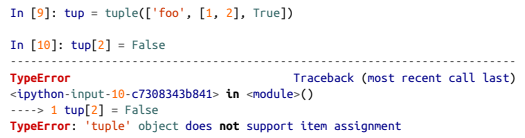 In [9]: tup = tuple(['foo', [1, 2], True])
In [10]: tup[2] = False
---------------------------------------------------------------------------
TypeError                                 Traceback (most recent call last)
<ipython-input-10-c7308343b841> in <module>()
----> 1 tup[2] = False
TypeError: 'tuple' object does not support item assignment